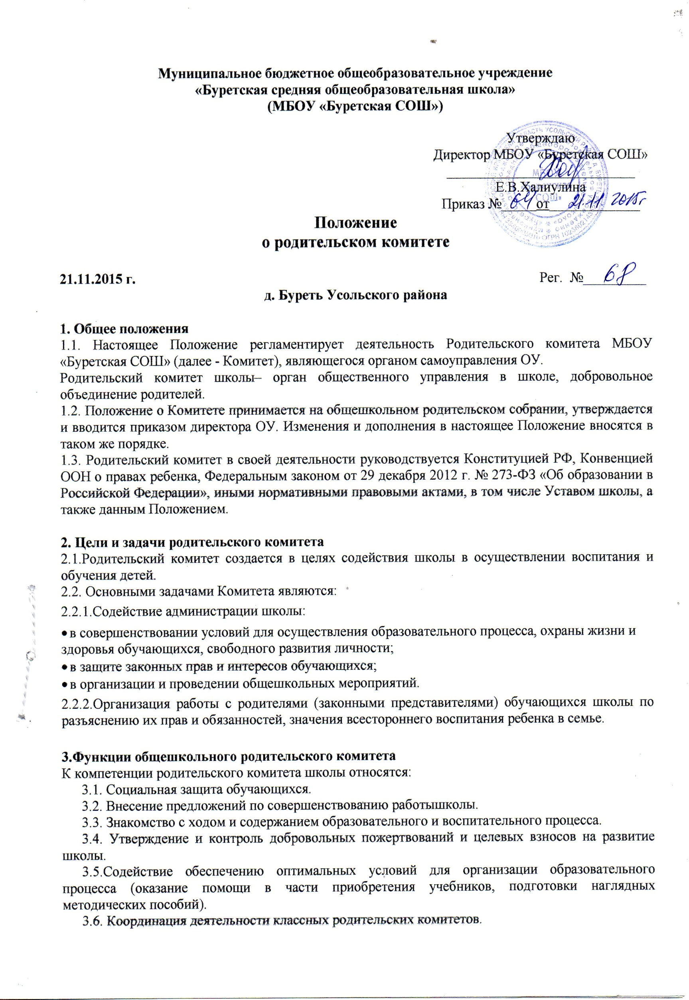 Муниципальное бюджетное общеобразовательное учреждение
«Буретская средняя общеобразовательная школа»
(МБОУ «Буретская СОШ»)
Утверждаю
Директор МБОУ «Буретская СОШ»
Е.В.Халиулина
Приказ № 64 от 21.11 2015г
Положение
о родительском комитете
21.11.2015 г. Рег. № 68
д. Буреть Усольского района
1. Общее положения
1.1. Настоящее Положение регламентирует деятельность Родительского комитета МБОУ
«Буретская СОШ» (далее - Комитет), являющегося органом самоуправления ОУ.
Родительский комитет школы– орган общественного управления в школе, добровольное
объединение родителей.
1.2. Положение о Комитете принимается на общешкольном родительском собрании, утверждается
и вводится приказом директора ОУ. Изменения и дополнения в настоящее Положение вносятся в
таком же порядке.
1.3. Родительский комитет в своей деятельности руководствуется Конституцией РФ, Конвенцией
ООН о правах ребенка, Федеральным законом от 29 декабря 2012 г. № 273-ФЗ «Об образовании в
Российской Федерации», иными нормативными правовыми актами, в том числе Уставом школы, а
также данным Положением.
2. Цели и задачи родительского комитета
2.1.Родительский комитет создается в целях содействия школы в осуществлении воспитания и
обучения детей.
2.2. Основными задачами Комитета являются:
2.2.1.Содействие администрации школы:
• в совершенствовании условий для осуществления образовательного процесса, охраны жизни и
здоровья обучающихся, свободного развития личности;
• в защите законных прав и интересов обучающихся;
• в организации и проведении общешкольных мероприятий.
2.2.2.Организация работы с родителями (законными представителями) обучающихся школы по
разъяснению их прав и обязанностей, значения всестороннего воспитания ребенка в семье.
3.Функции общешкольного родительского комитета
К компетенции родительского комитета школы относятся:
3.1. Социальная защита обучающихся.
3.2. Внесение предложений по совершенствованию работышколы.
3.3. Знакомство с ходом и содержанием образовательного и воспитательного процесса.
3.4. Утверждение и контроль добровольных пожертвований и целевых взносов на развитие
школы.
3.5.Содействие обеспечению оптимальных условий для организации образовательного
процесса (оказание помощи в части приобретения учебников, подготовки наглядных
методических пособий).
3.6. Координация деятельности классных родительских комитетов.